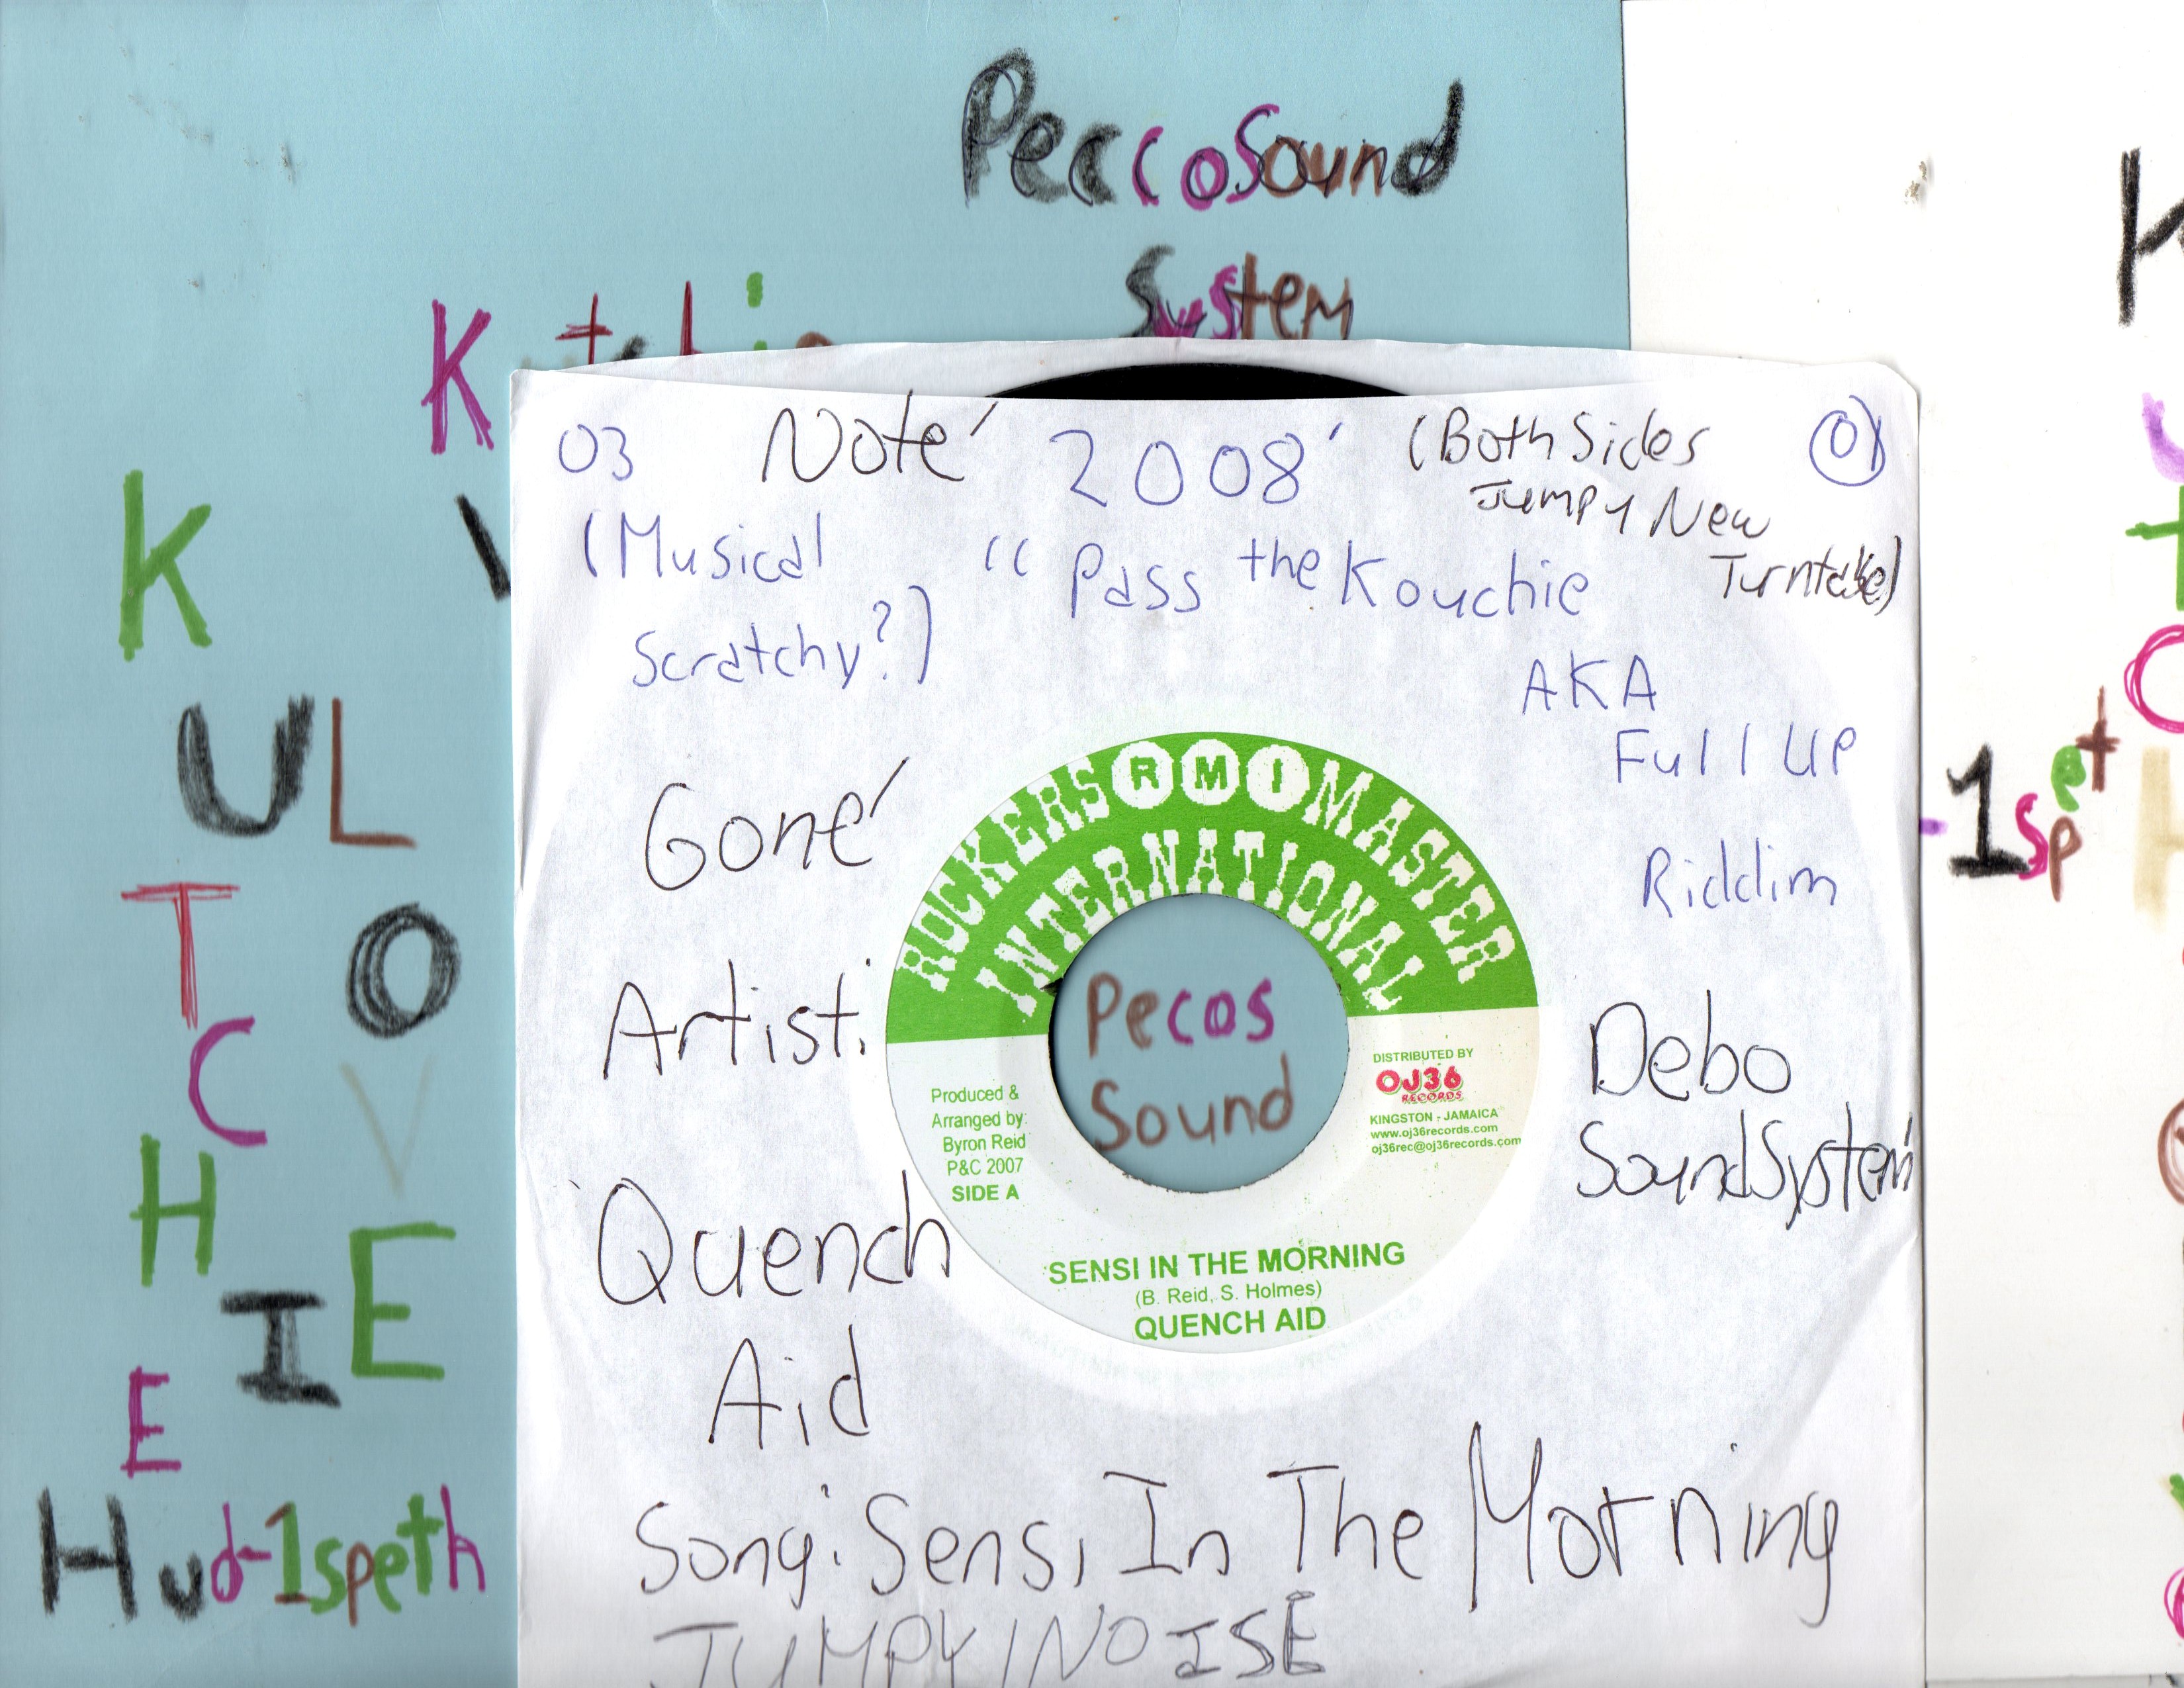 PeccoSound
System
K
U L
T O
C V
H E
I
E
Hud-1speth
03 Note' 2008' (Both Sides
Jumpy New
Turntable)
(Musical
Scratchy?)
" Pass the Kouchie
AKA
Full Up
Riddim
Gone'
Artist:
Quench
Aid
Debo
SoundSystem'
ROCKERS RMI MASTER
INTERNATIONAL
Pecos
Sound
Produced &
Arranged by:
Byron Reid
P&C 2007
SIDE A
DISTRIBUTED BY
OJ36
RECORDS
KINGSTON - JAMAICA
www.oj36records.com
oj36rec@oj36records.com
SENSI IN THE MORNING
(B. Reid, S. Holmes)
QUENCH AID
Song: Sensi In The Morning
JUMPY/NOISE
-1spet